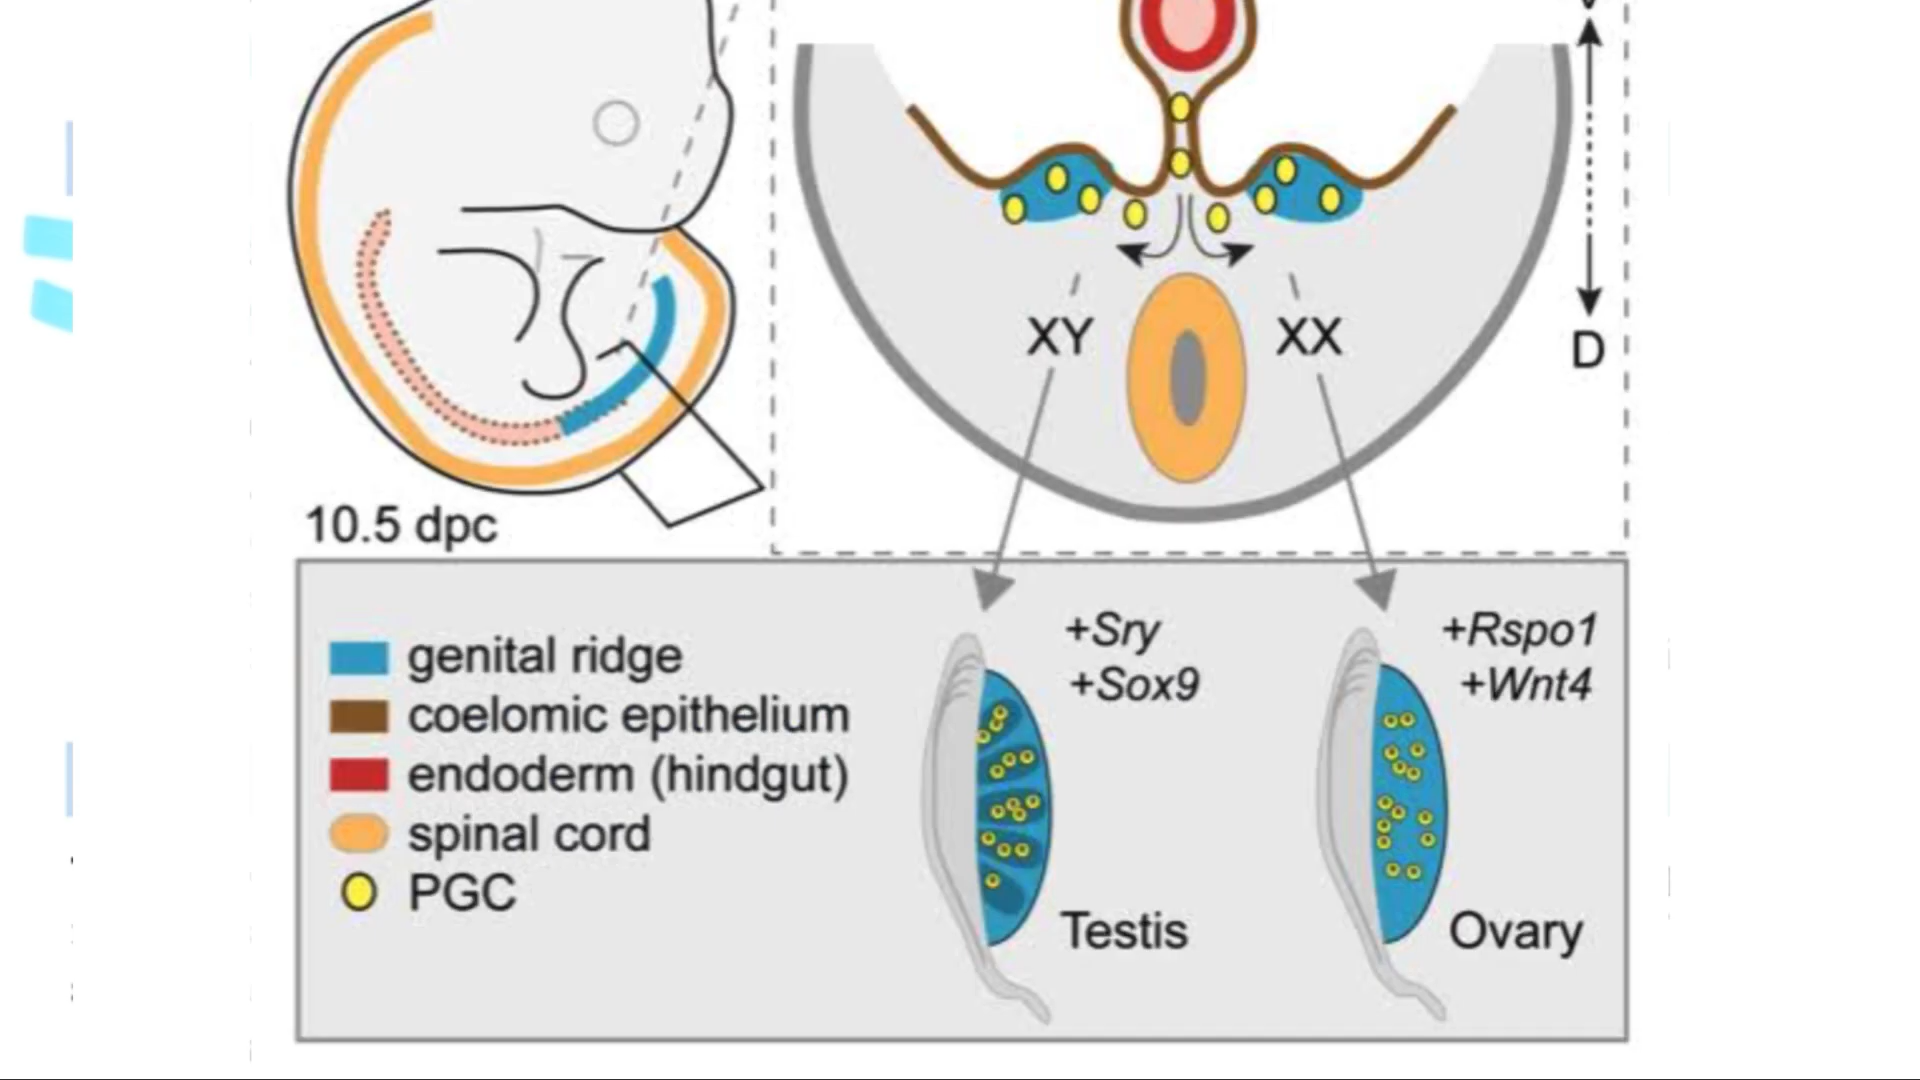 D
XY
XX
10.5 dpc
genital ridge
coelomic epithelium
endoderm (hindgut)
spinal cord
PGC
+Sry
+Sox9
Testis
+Rspo1
+Wnt4
Ovary